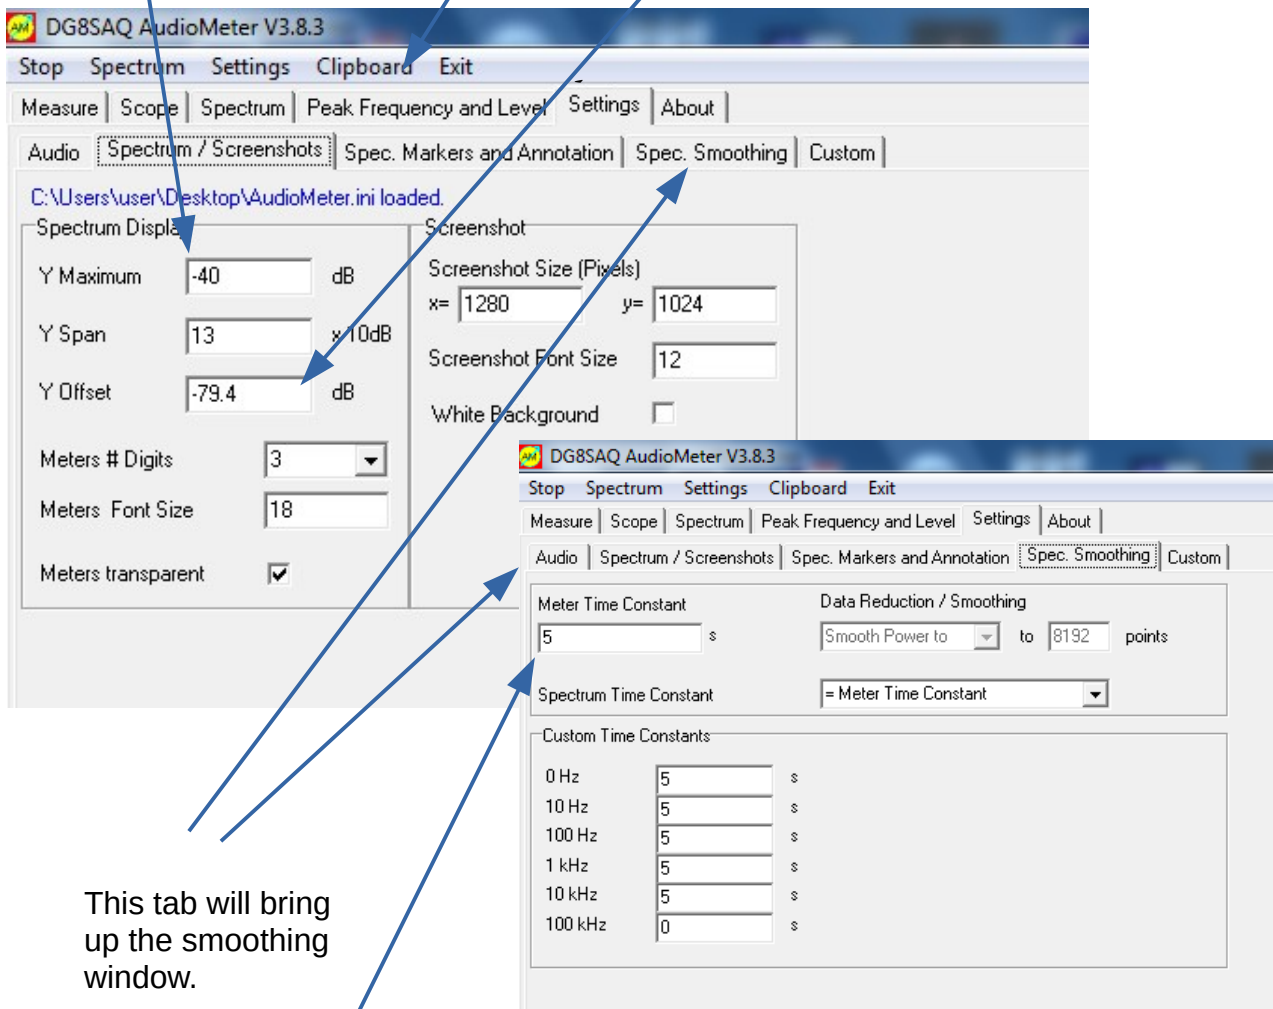 DG8SAQ AudioMeter V3.8.3
Stop Spectrum Settings Clipboard Exit
Measure Scope Spectrum Peak Frequency and Level Settings About
Audio Spectrum / Screenshots Spec. Markers and Annotation Spec. Smoothing Custom
C:\Users\user\Desktop\AudioMeter.ini loaded.
Spectrum Display
Y Maximum -40 dB
Y Span 13 x 10dB
Y Offset -79.4 dB
Meters # Digits 3
Meters Font Size 18
Meters transparent
Screenshot
Screenshot Size (Pixels)
x= 1280 y= 1024
Screenshot Font Size 12
White Background
DG8SAQ AudioMeter V3.8.3
Stop Spectrum Settings Clipboard Exit
Measure Scope Spectrum Peak Frequency and Level Settings About
Audio Spectrum / Screenshots Spec. Markers and Annotation Spec. Smoothing Custom
Meter Time Constant Data Reduction / Smoothing
5 s Smooth Power to to 8192 points
Spectrum Time Constant = Meter Time Constant
Custom Time Constants
0 Hz 5 s
10 Hz 5 s
100 Hz 5 s
1 kHz 5 s
10 kHz 5 s
100 kHz 0 s
This tab will bring
up the smoothing
window.